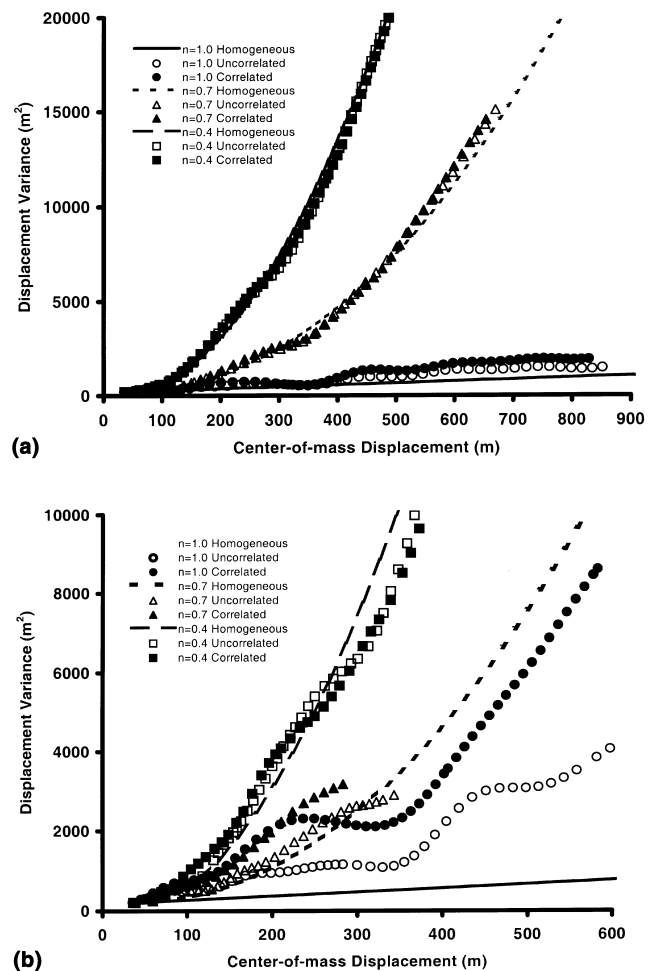 20000
15000
10000
5000
0
Displacement Variance (m²)
n=1.0 Homogeneous
n=1.0 Uncorrelated
n=1.0 Correlated
n=0.7 Homogeneous
n=0.7 Uncorrelated
n=0.7 Correlated
n=0.4 Homogeneous
n=0.4 Uncorrelated
n=0.4 Correlated
0 100 200 300 400 500 600 700 800 900
(a) Center-of-mass Displacement (m)
10000
8000
6000
4000
2000
0
Displacement Variance (m²)
n=1.0 Homogeneous
n=1.0 Uncorrelated
n=1.0 Correlated
n=0.7 Homogeneous
n=0.7 Uncorrelated
n=0.7 Correlated
n=0.4 Homogeneous
n=0.4 Uncorrelated
n=0.4 Correlated
0 100 200 300 400 500 600
(b) Center-of-mass Displacement (m)